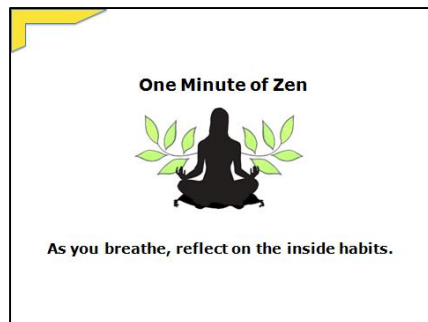 One Minute of Zen
As you breathe, reflect on the inside habits.